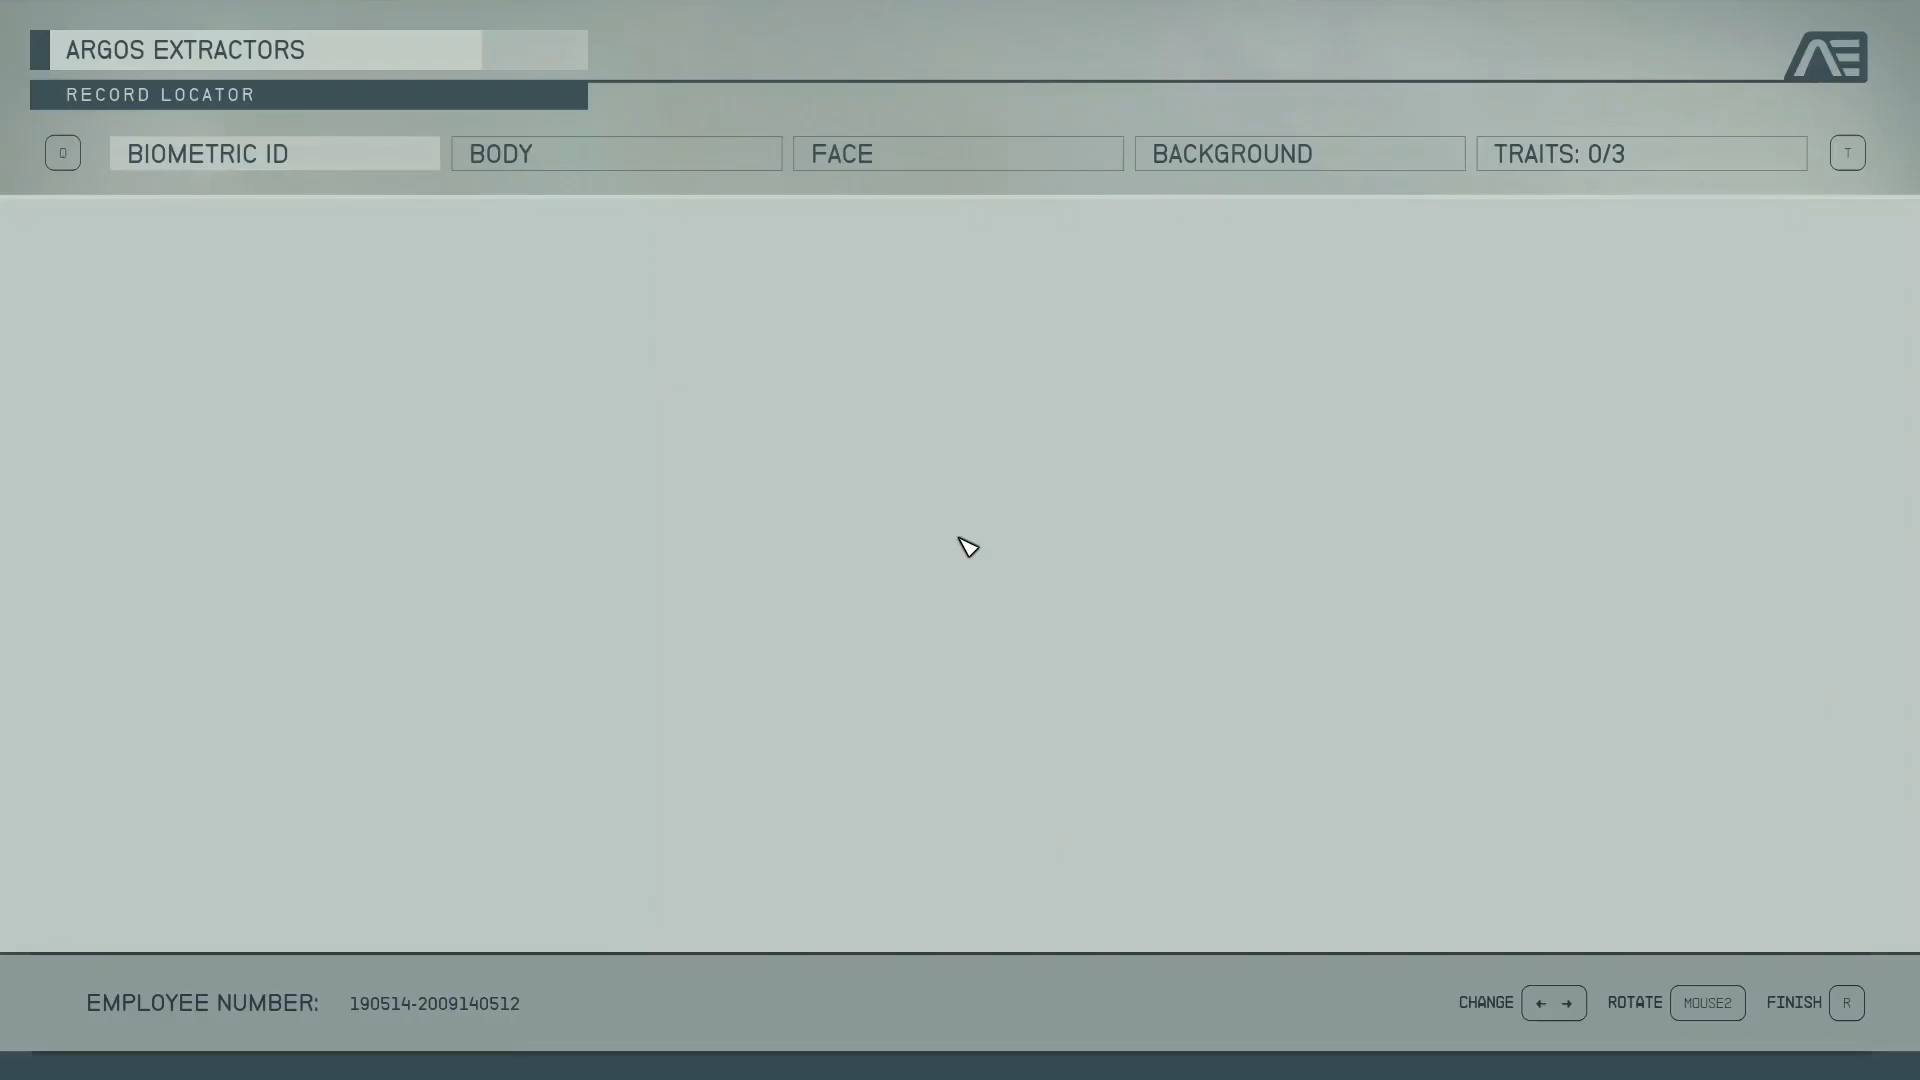 ARGOS EXTRACTORS
AE
RECORD LOCATOR
Q BIOMETRIC ID BODY FACE BACKGROUND TRAITS: 0/3 T
EMPLOYEE NUMBER: 190514-2009140512 CHANGE ← → ROTATE MOUSE2 FINISH R